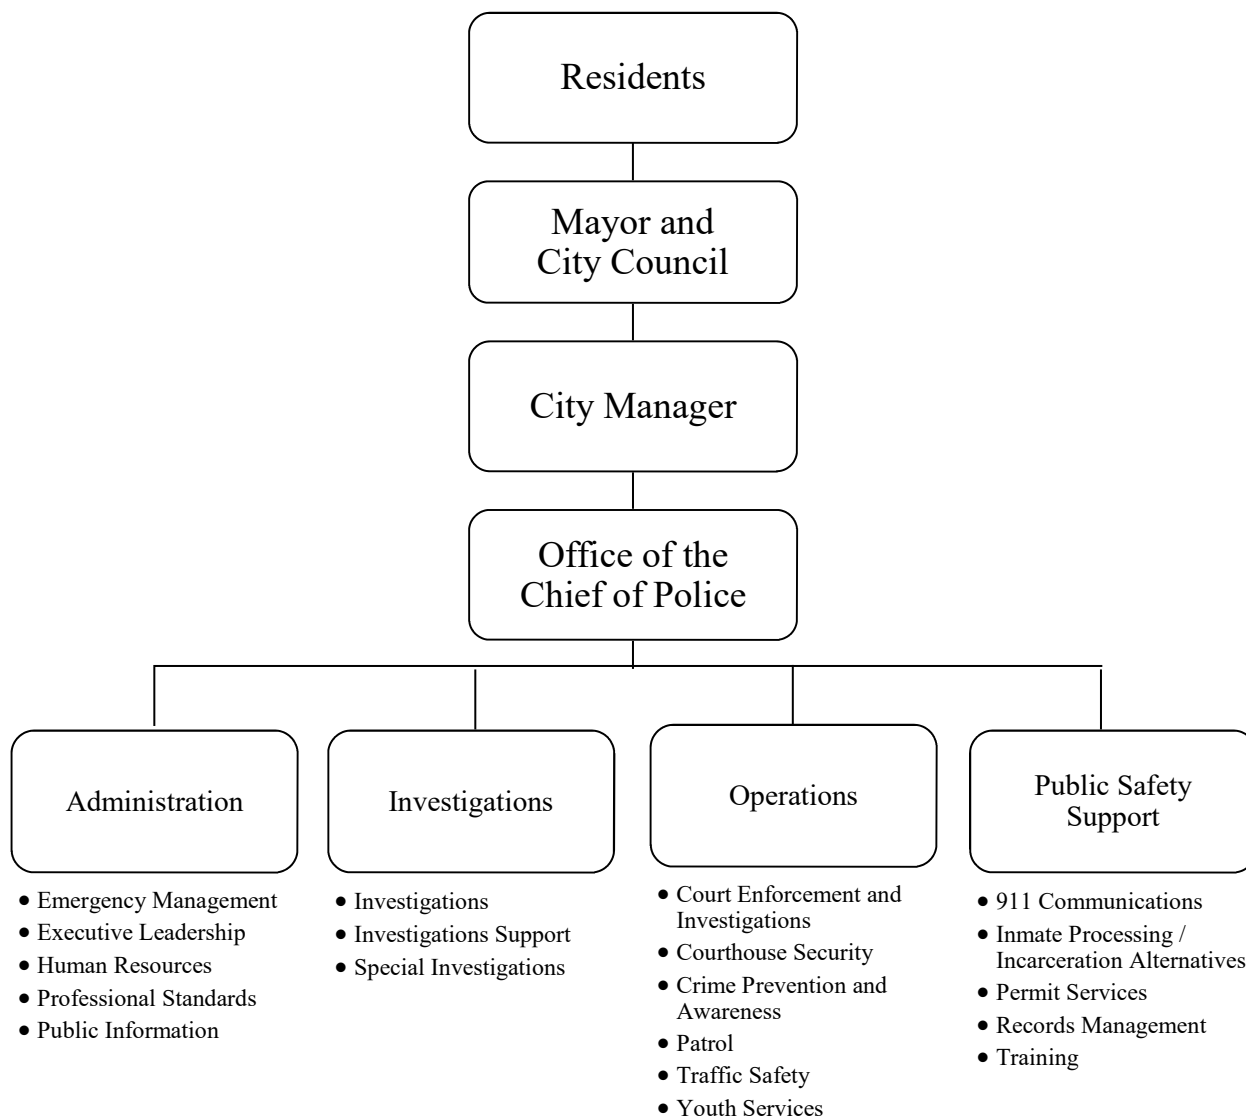 Residents
Mayor and
City Council
City Manager
Office of the
Chief of Police
Administration
• Emergency Management
• Executive Leadership
• Human Resources
• Professional Standards
• Public Information
Investigations
• Investigations
• Investigations Support
• Special Investigations
Operations
• Court Enforcement and
Investigations
• Courthouse Security
• Crime Prevention and
Awareness
• Patrol
• Traffic Safety
• Youth Services
Public Safety
Support
• 911 Communications
• Inmate Processing /
Incarceration Alternatives
• Permit Services
• Records Management
• Training